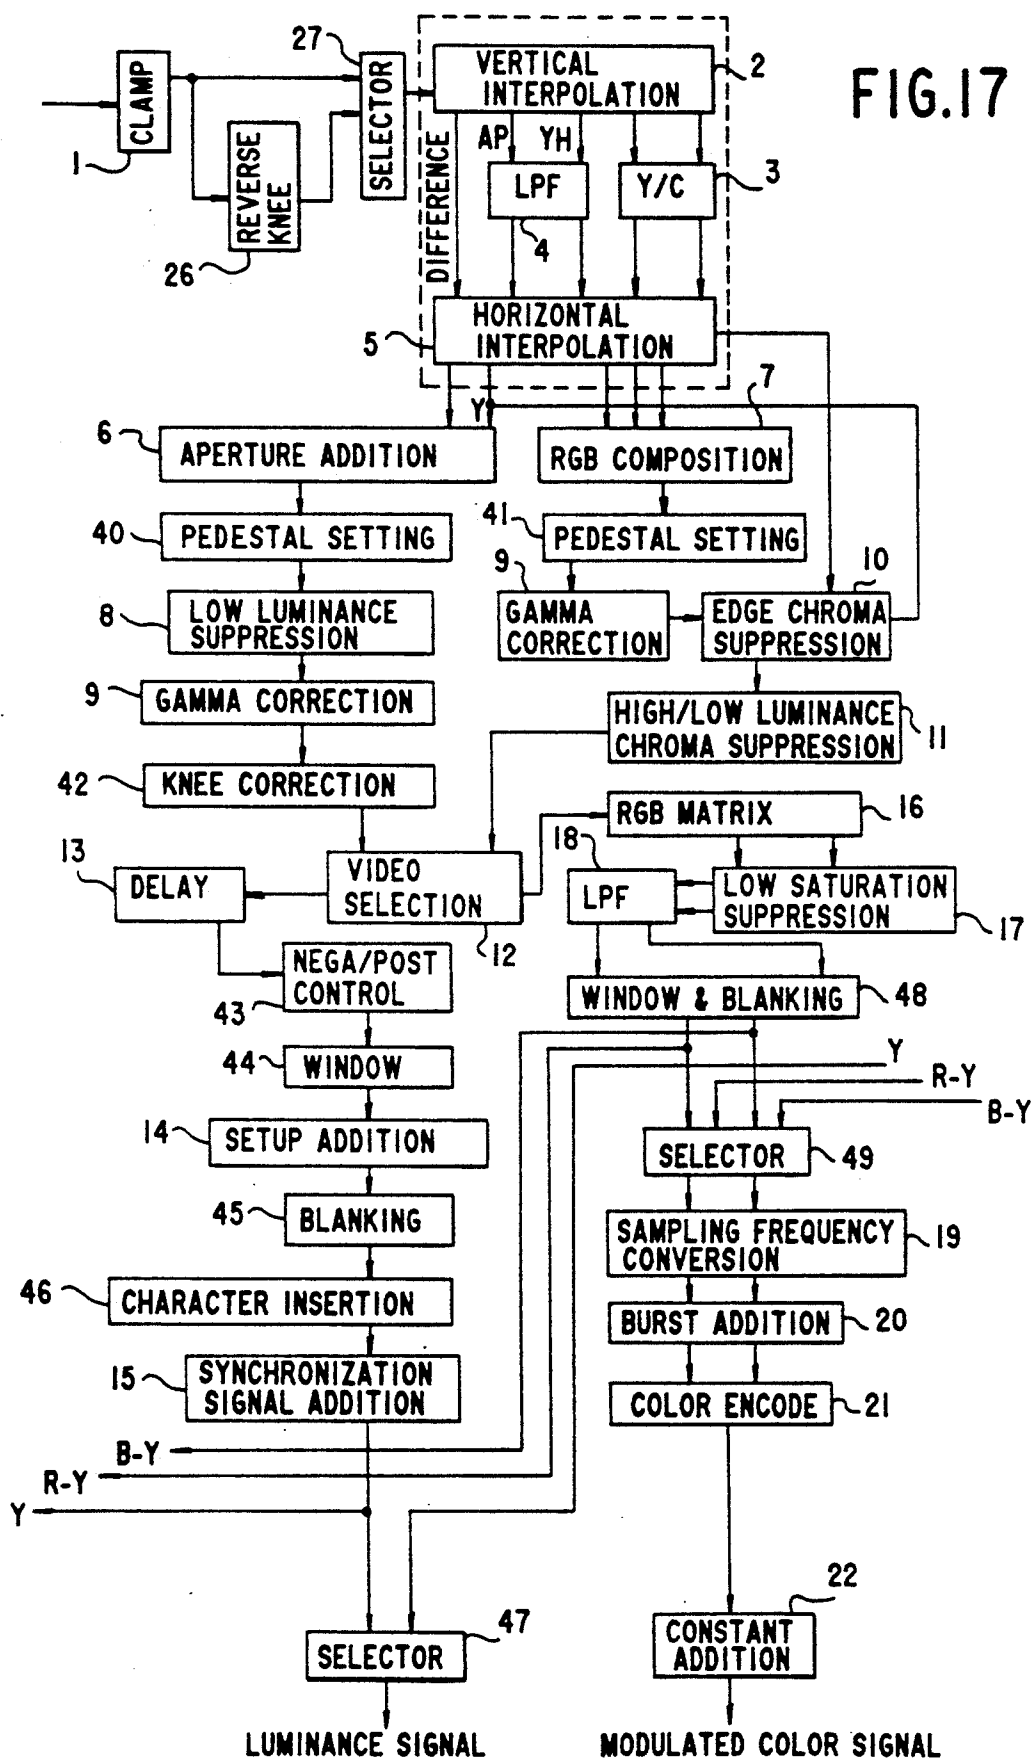 FIG.17
27
CLAMP
1
REVERSE
KNEE
26
SELECTOR
VERTICAL
INTERPOLATION
2
DIFFERENCE
AP
YH
LPF
4
Y/C
3
HORIZONTAL
INTERPOLATION
5
Y
7
6
APERTURE ADDITION
RGB COMPOSITION
40
PEDESTAL SETTING
41
PEDESTAL SETTING
8
LOW LUMINANCE
SUPPRESSION
9
GAMMA
CORRECTION
10
EDGE CHROMA
SUPPRESSION
9
GAMMA CORRECTION
HIGH/LOW LUMINANCE
CHROMA SUPPRESSION
11
42
KNEE CORRECTION
RGB MATRIX
16
13
DELAY
VIDEO
SELECTION
12
18
LPF
LOW SATURATION
SUPPRESSION
17
NEGA/POST
CONTROL
43
WINDOW & BLANKING
48
44
WINDOW
Y
R-Y
B-Y
14
SETUP ADDITION
SELECTOR
49
45
BLANKING
SAMPLING FREQUENCY
CONVERSION
19
46
CHARACTER INSERTION
BURST ADDITION
20
15
SYNCHRONIZATION
SIGNAL ADDITION
COLOR ENCODE
21
B-Y
R-Y
Y
22
47
SELECTOR
CONSTANT
ADDITION
LUMINANCE SIGNAL
MODULATED COLOR SIGNAL